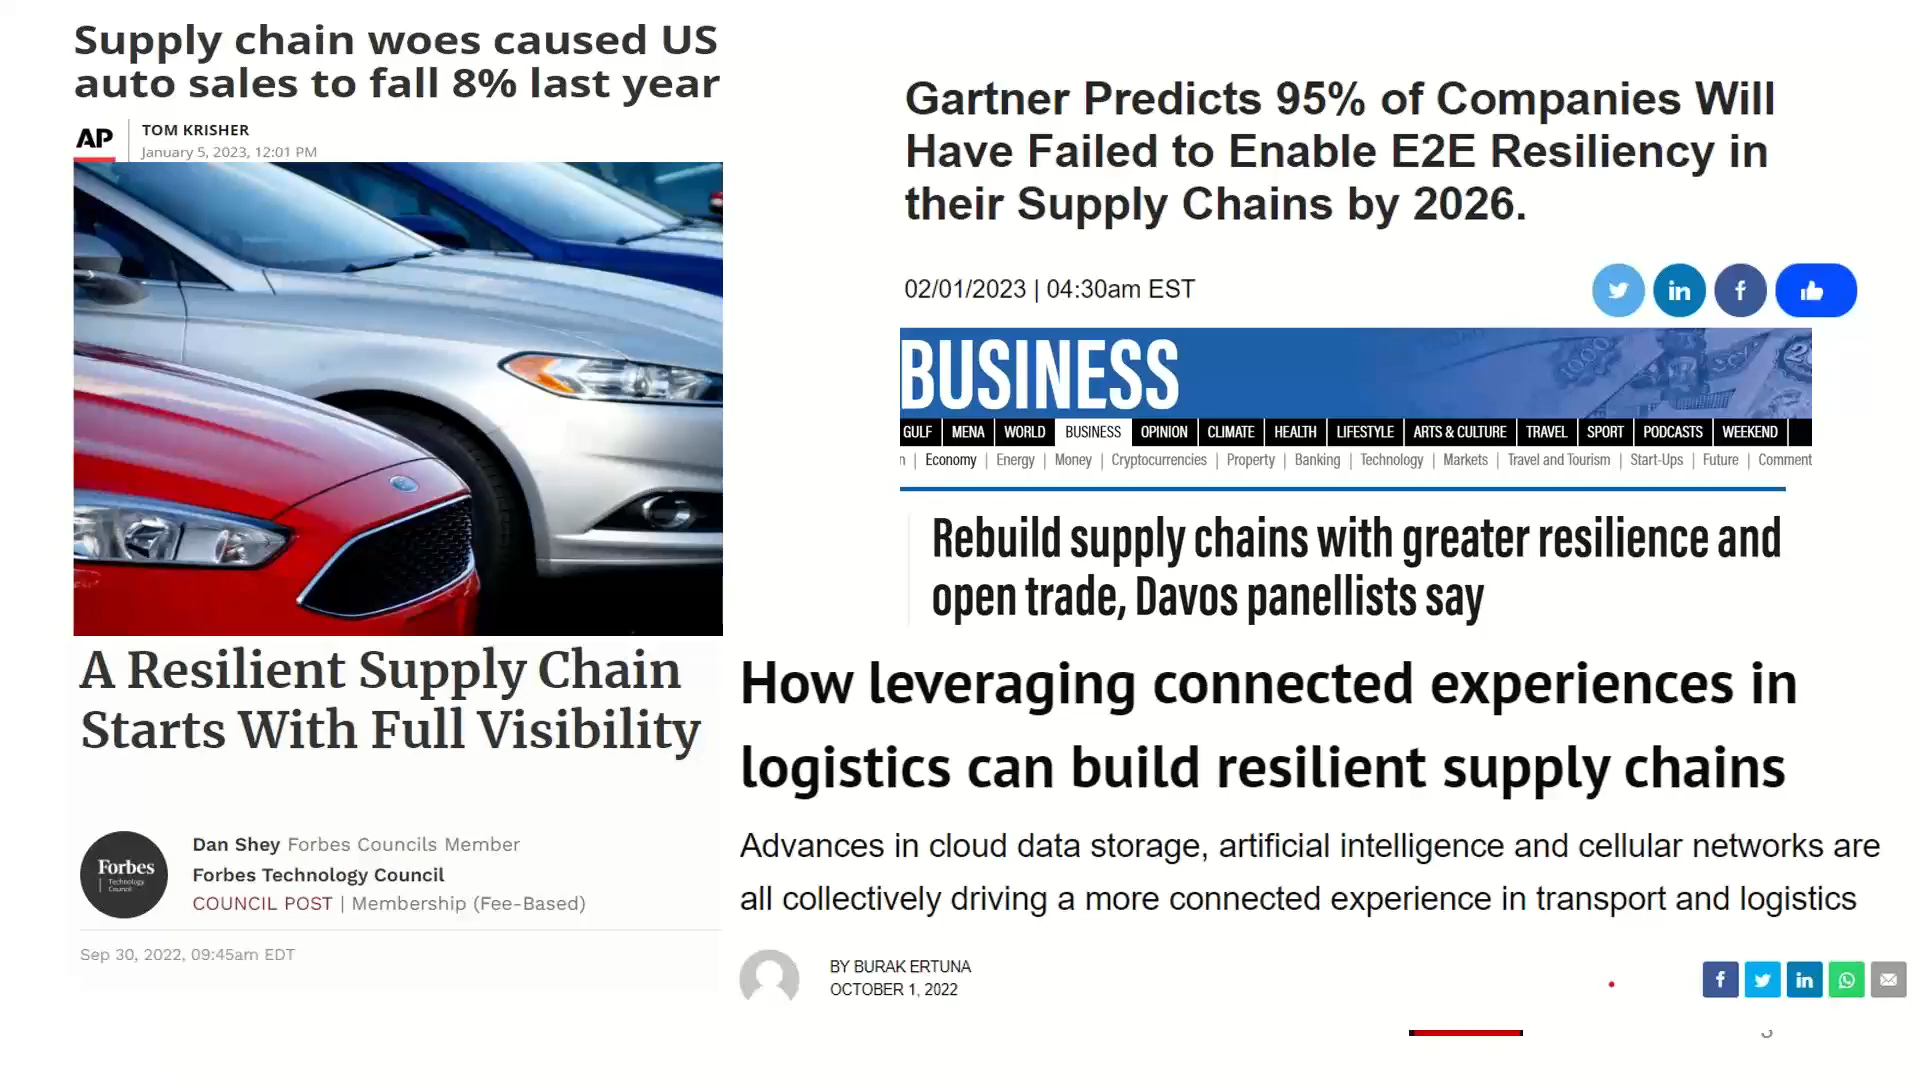 Supply chain woes caused US
auto sales to fall 8% last year
AP
TOM KRISHER
January 5, 2023, 12:01 PM
A Resilient Supply Chain
Starts With Full Visibility
Forbes
Technology
Council
Dan Shey Forbes Councils Member
Forbes Technology Council
COUNCIL POST | Membership (Fee-Based)
Sep 30, 2022, 09:45am EDT
Gartner Predicts 95% of Companies Will
Have Failed to Enable E2E Resiliency in
their Supply Chains by 2026.
02/01/2023 | 04:30am EST
BUSINESS
GULF MENA WORLD BUSINESS OPINION CLIMATE HEALTH LIFESTYLE ARTS & CULTURE TRAVEL SPORT PODCASTS WEEKEND
n | Economy | Energy | Money | Cryptocurrencies | Property | Banking | Technology | Markets | Travel and Tourism | Start-Ups | Future | Comment
Rebuild supply chains with greater resilience and
open trade, Davos panellists say
How leveraging connected experiences in
logistics can build resilient supply chains
Advances in cloud data storage, artificial intelligence and cellular networks are
all collectively driving a more connected experience in transport and logistics
BY BURAK ERTUNA
OCTOBER 1, 2022